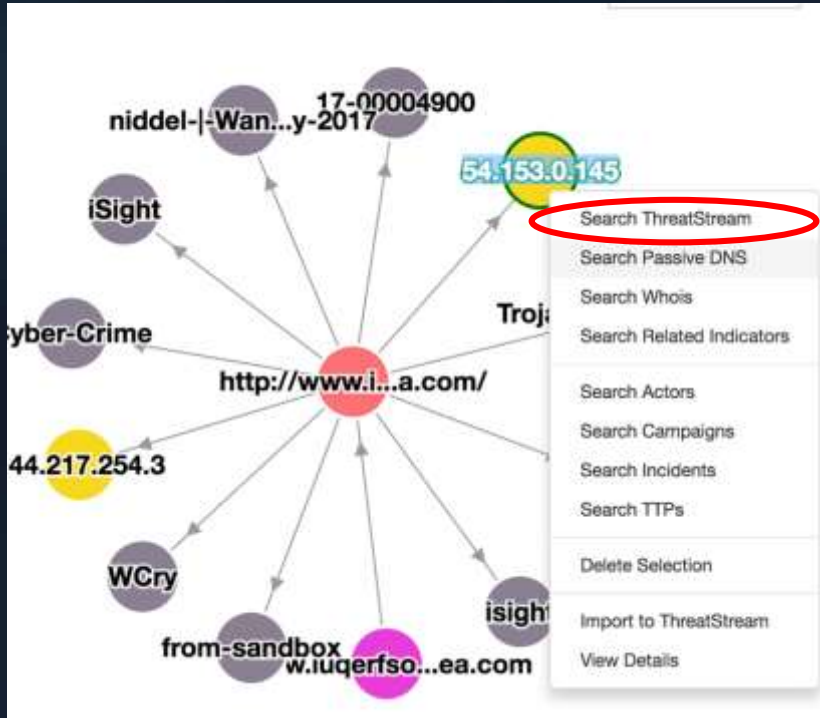 niddel-|-Wan...y-2017
17-00004900
54.153.0.145
iSight
Search ThreatStream
Search Passive DNS
Search Whois
Search Related Indicators
Troj
yber-Crime
http://www.i...a.com/
Search Actors
Search Campaigns
Search Incidents
Search TTPs
44.217.254.3
WCry
Delete Selection
isigh
from-sandbox
w.iuqerfso...ea.com
Import to ThreatStream
View Details